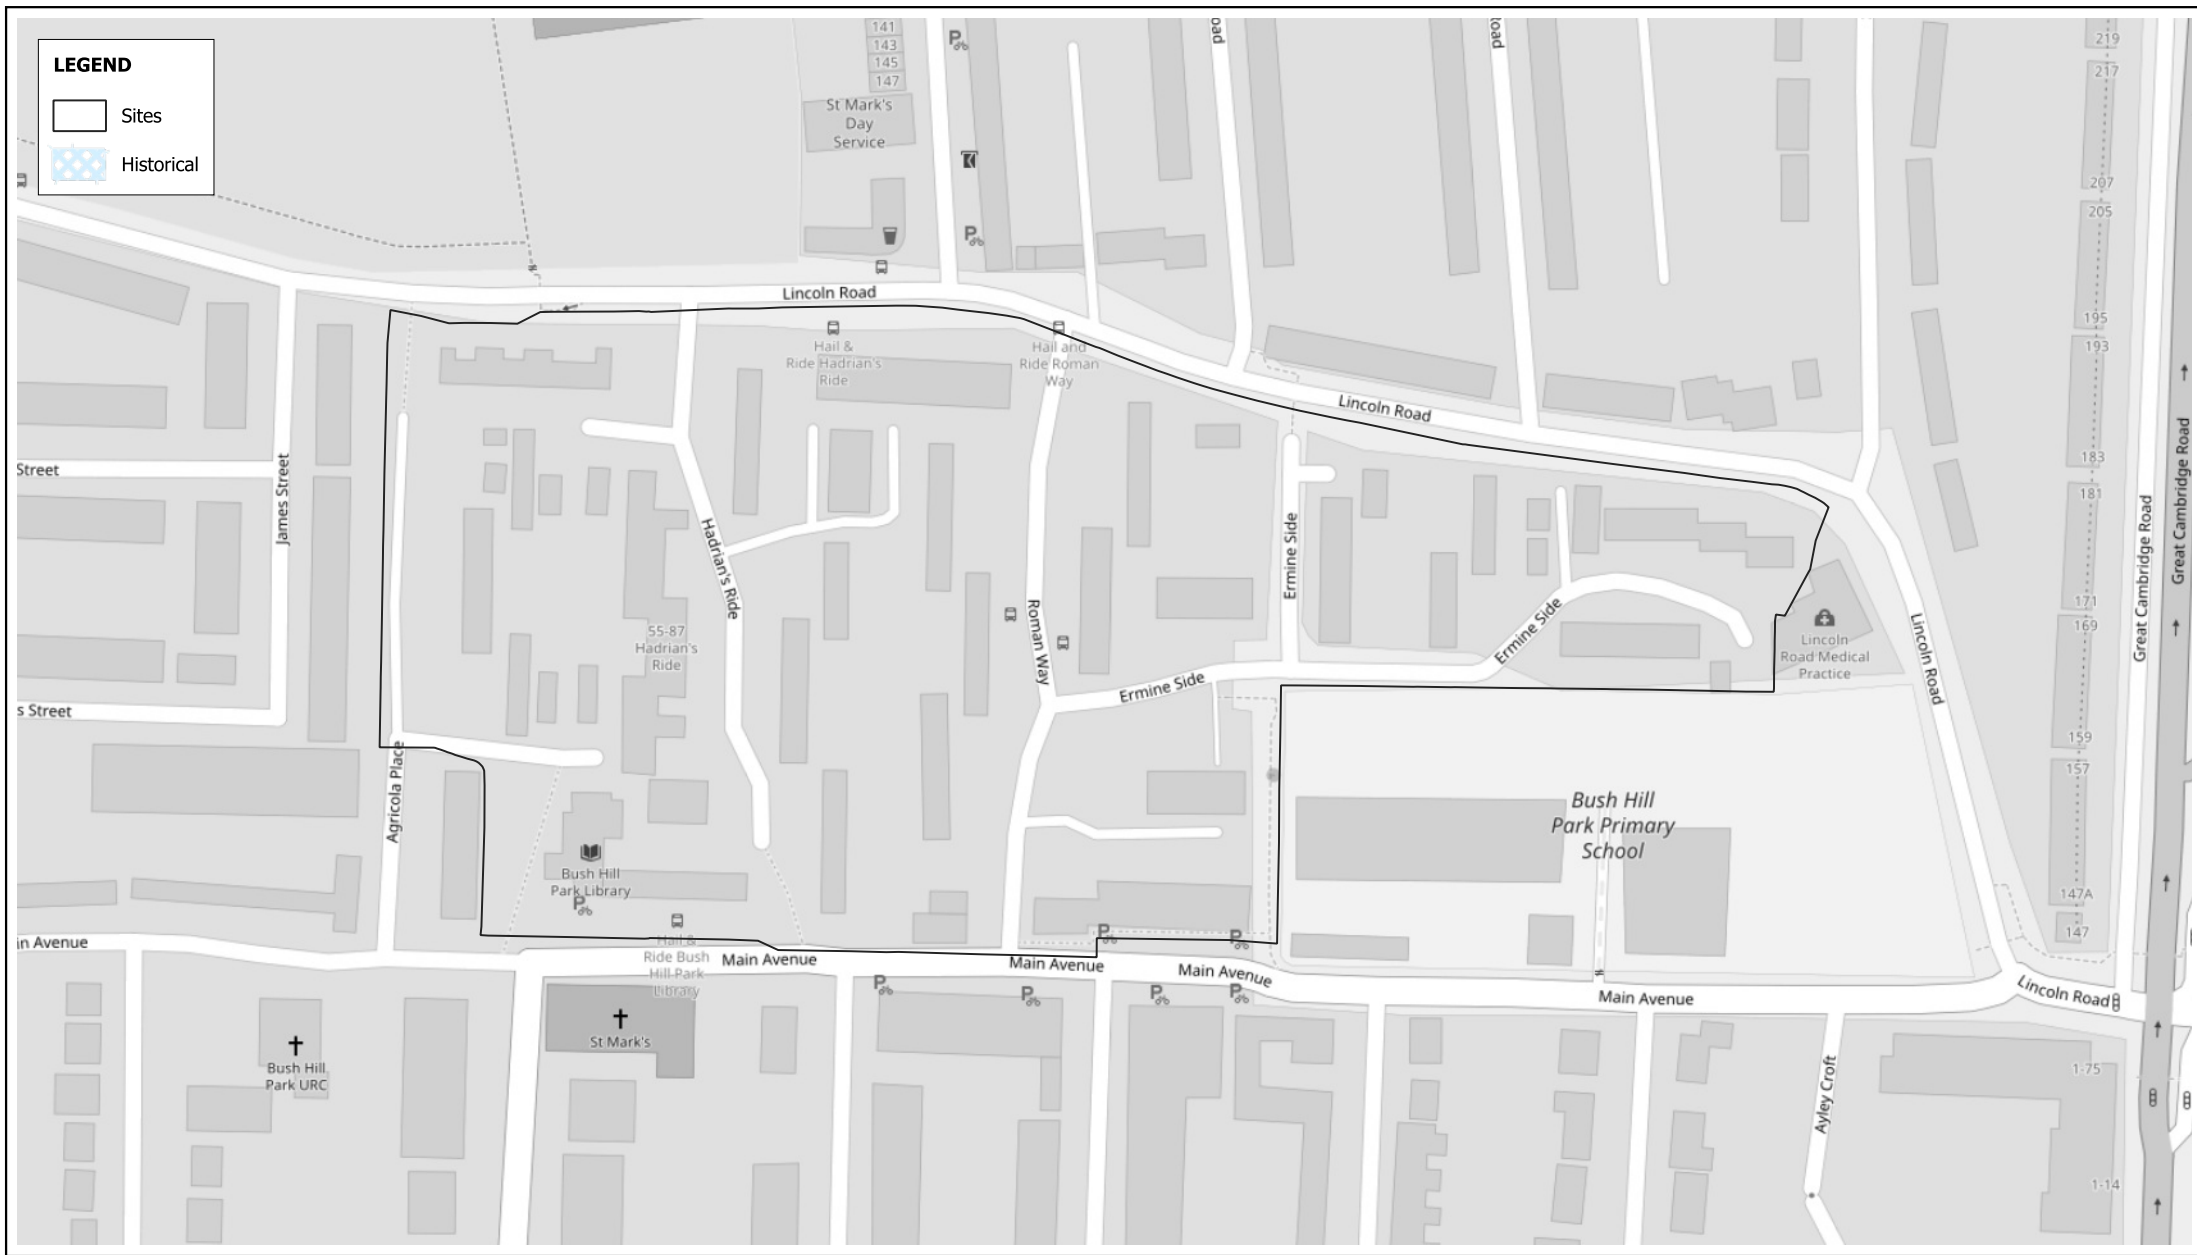 LEGEND
Sites
Historical
141
143
145
147
St Mark's
Day
Service
Road
Road
219
217
207
205
195
193
183
181
171
169
159
157
147A
147
Lincoln Road
Hail &
Ride Hadrian's
Ride
Hail and
Ride Roman
Way
Lincoln Road
Street
James Street
s Street
Hadrian's Ride
55-87
Hadrian's
Ride
Roman Way
Ermine Side
Ermine Side
Ermine Side
Lincoln
Road Medical
Practice
Lincoln Road
Great Cambridge Road
Great Cambridge Road
Agricola Place
Bush Hill
Park Library
Bush Hill
Park Primary
School
in Avenue
Hail &
Ride Bush
Hill Park
Library
Main Avenue
Main Avenue
Main Avenue
Main Avenue
Lincoln Road
St Mark's
Bush Hill
Park URC
Ayley Croft
1-75
1-14